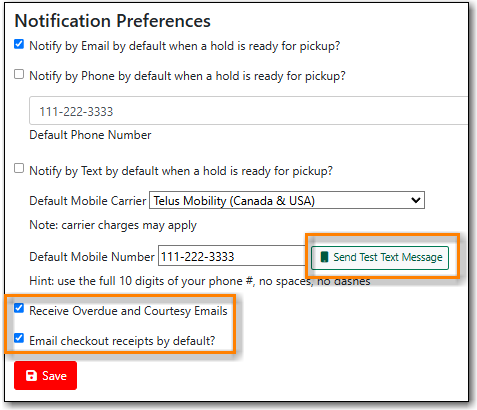 Notification Preferences
Notify by Email by default when a hold is ready for pickup?
Notify by Phone by default when a hold is ready for pickup?
111-222-3333
Default Phone Number
Notify by Text by default when a hold is ready for pickup?
Default Mobile Carrier Telus Mobility (Canada & USA)
Note: carrier charges may apply
Default Mobile Number 111-222-3333 Send Test Text Message
Hint: use the full 10 digits of your phone #, no spaces, no dashes
Receive Overdue and Courtesy Emails
Email checkout receipts by default?
Save